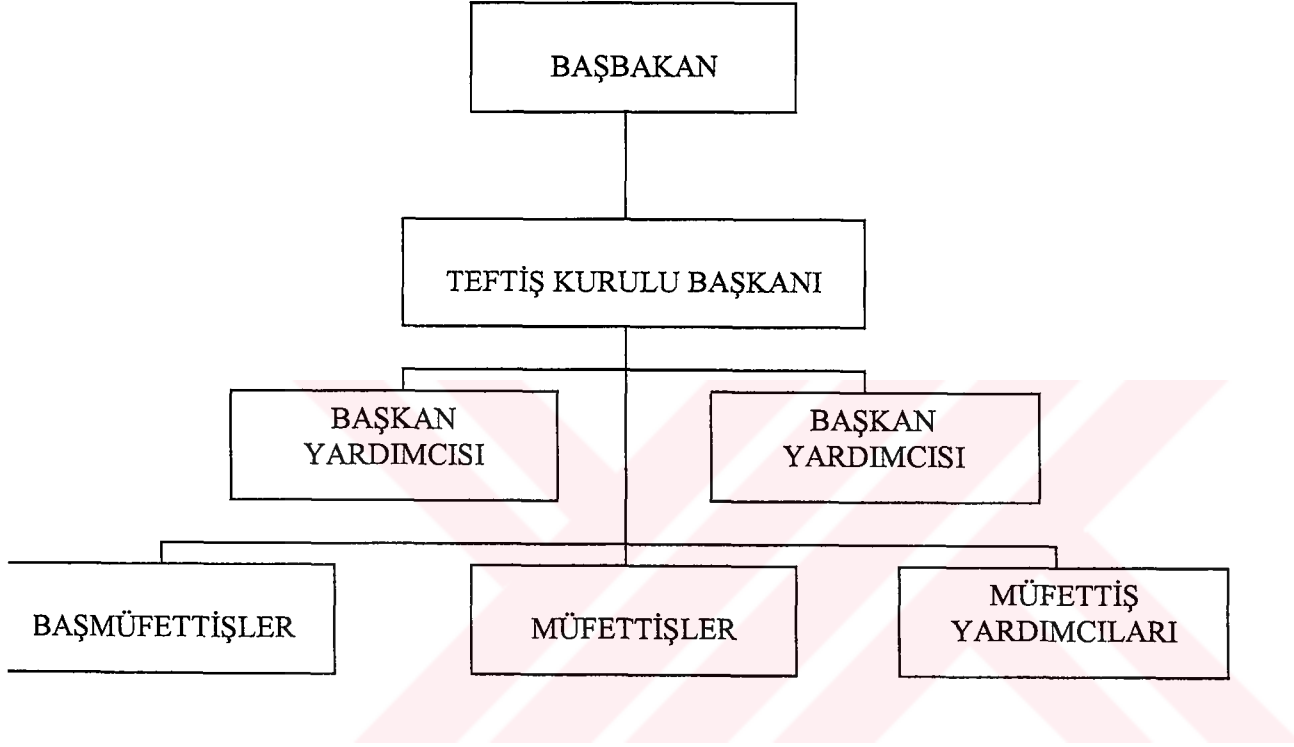 BAŞBAKAN
TEFTİŞ KURULU BAŞKANI
BAŞKAN
YARDIMCISI
BAŞKAN
YARDIMCISI
BAŞMÜFETTİŞLER
MÜFETTİŞLER
MÜFETTİŞ
YARDIMCILARI